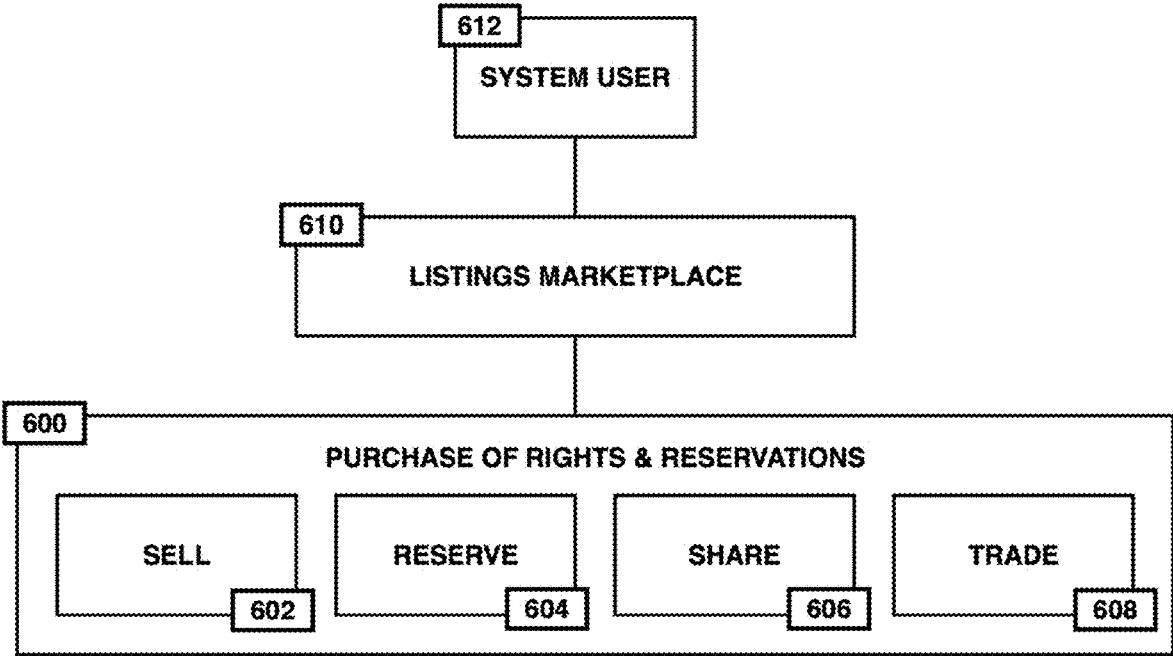 612
SYSTEM USER
610
LISTINGS MARKETPLACE
600
PURCHASE OF RIGHTS & RESERVATIONS
SELL
602
RESERVE
604
SHARE
606
TRADE
608